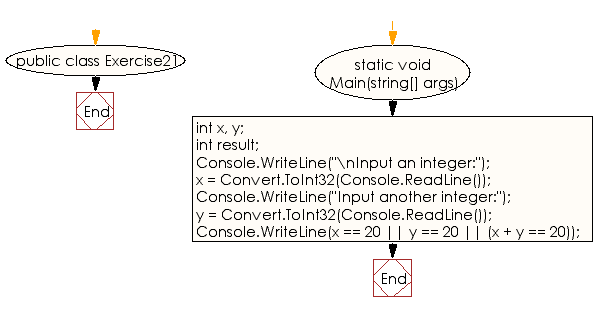 public class Exercise21
End
static void
Main(string[] args)
int x, y;
int result;
Console.WriteLine("\nInput an integer:");
x = Convert.ToInt32(Console.ReadLine());
Console.WriteLine("Input another integer:");
y = Convert.ToInt32(Console.ReadLine());
Console.WriteLine(x == 20 || y == 20 || (x + y == 20));
End